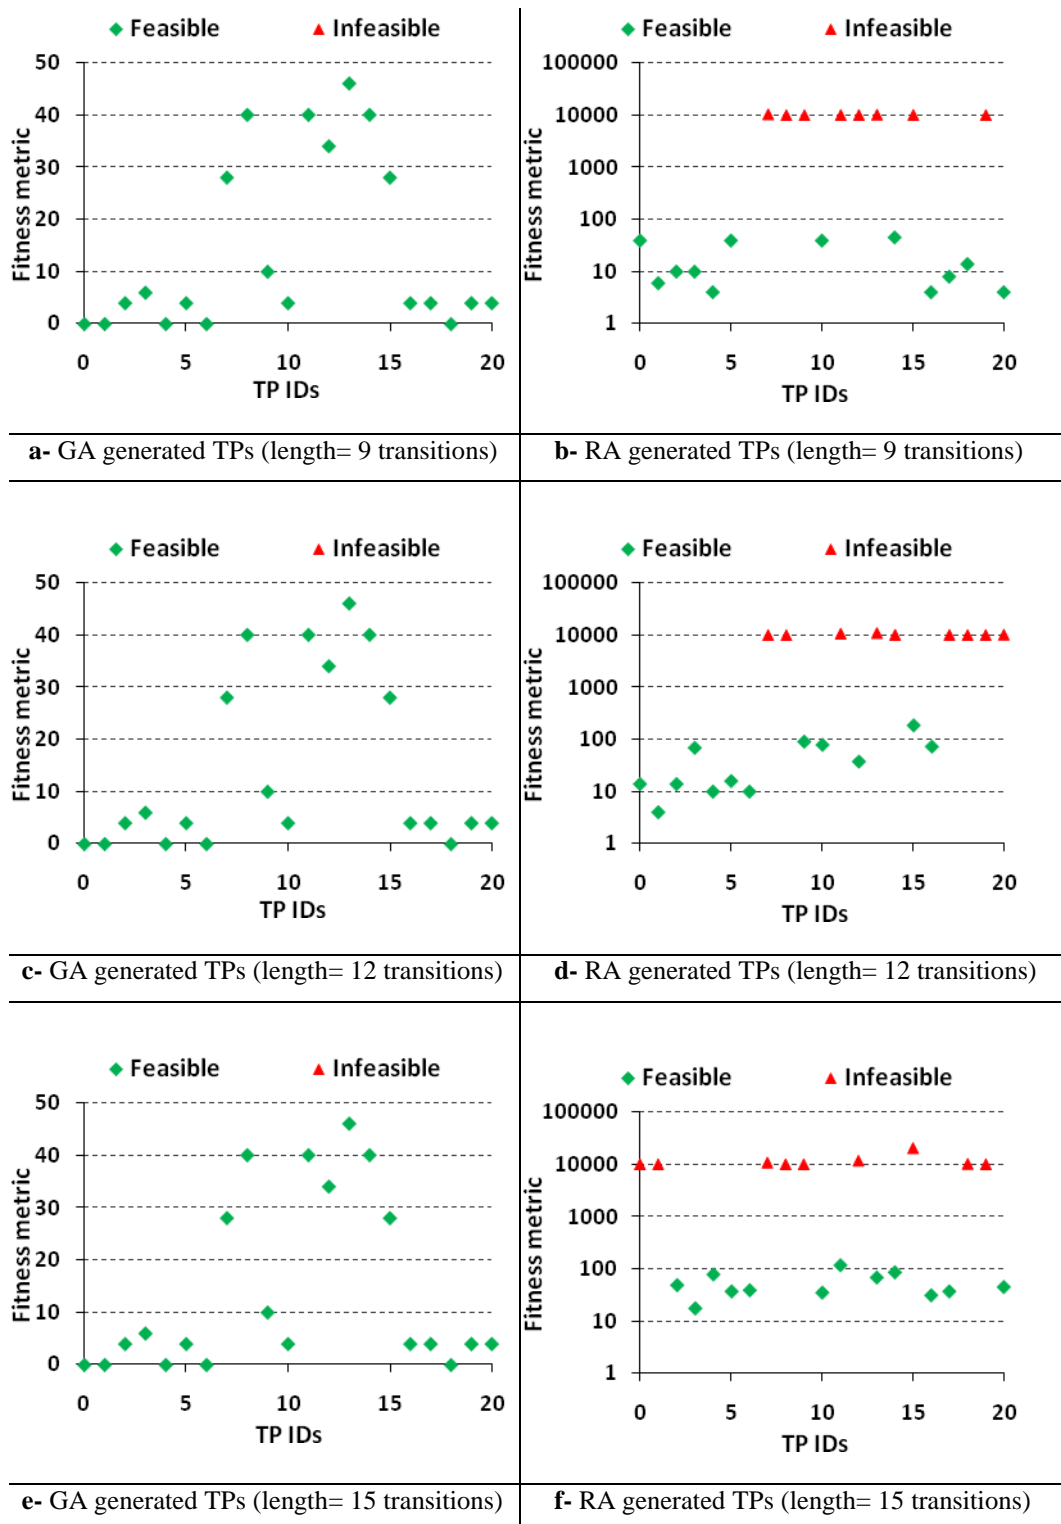 Feasible Infeasible
50
40
30
20
10
0
Fitness metric
0 5 10 15 20
TP IDs
a- GA generated TPs (length= 9 transitions)
Feasible Infeasible
100000
10000
1000
100
10
1
Fitness metric
0 5 10 15 20
TP IDs
b- RA generated TPs (length= 9 transitions)
Feasible Infeasible
50
40
30
20
10
0
Fitness metric
0 5 10 15 20
TP IDs
c- GA generated TPs (length= 12 transitions)
Feasible Infeasible
100000
10000
1000
100
10
1
Fitness metric
0 5 10 15 20
TP IDs
d- RA generated TPs (length= 12 transitions)
Feasible Infeasible
50
40
30
20
10
0
Fitness metric
0 5 10 15 20
TP IDs
e- GA generated TPs (length= 15 transitions)
Feasible Infeasible
100000
10000
1000
100
10
1
Fitness metric
0 5 10 15 20
TP IDs
f- RA generated TPs (length= 15 transitions)